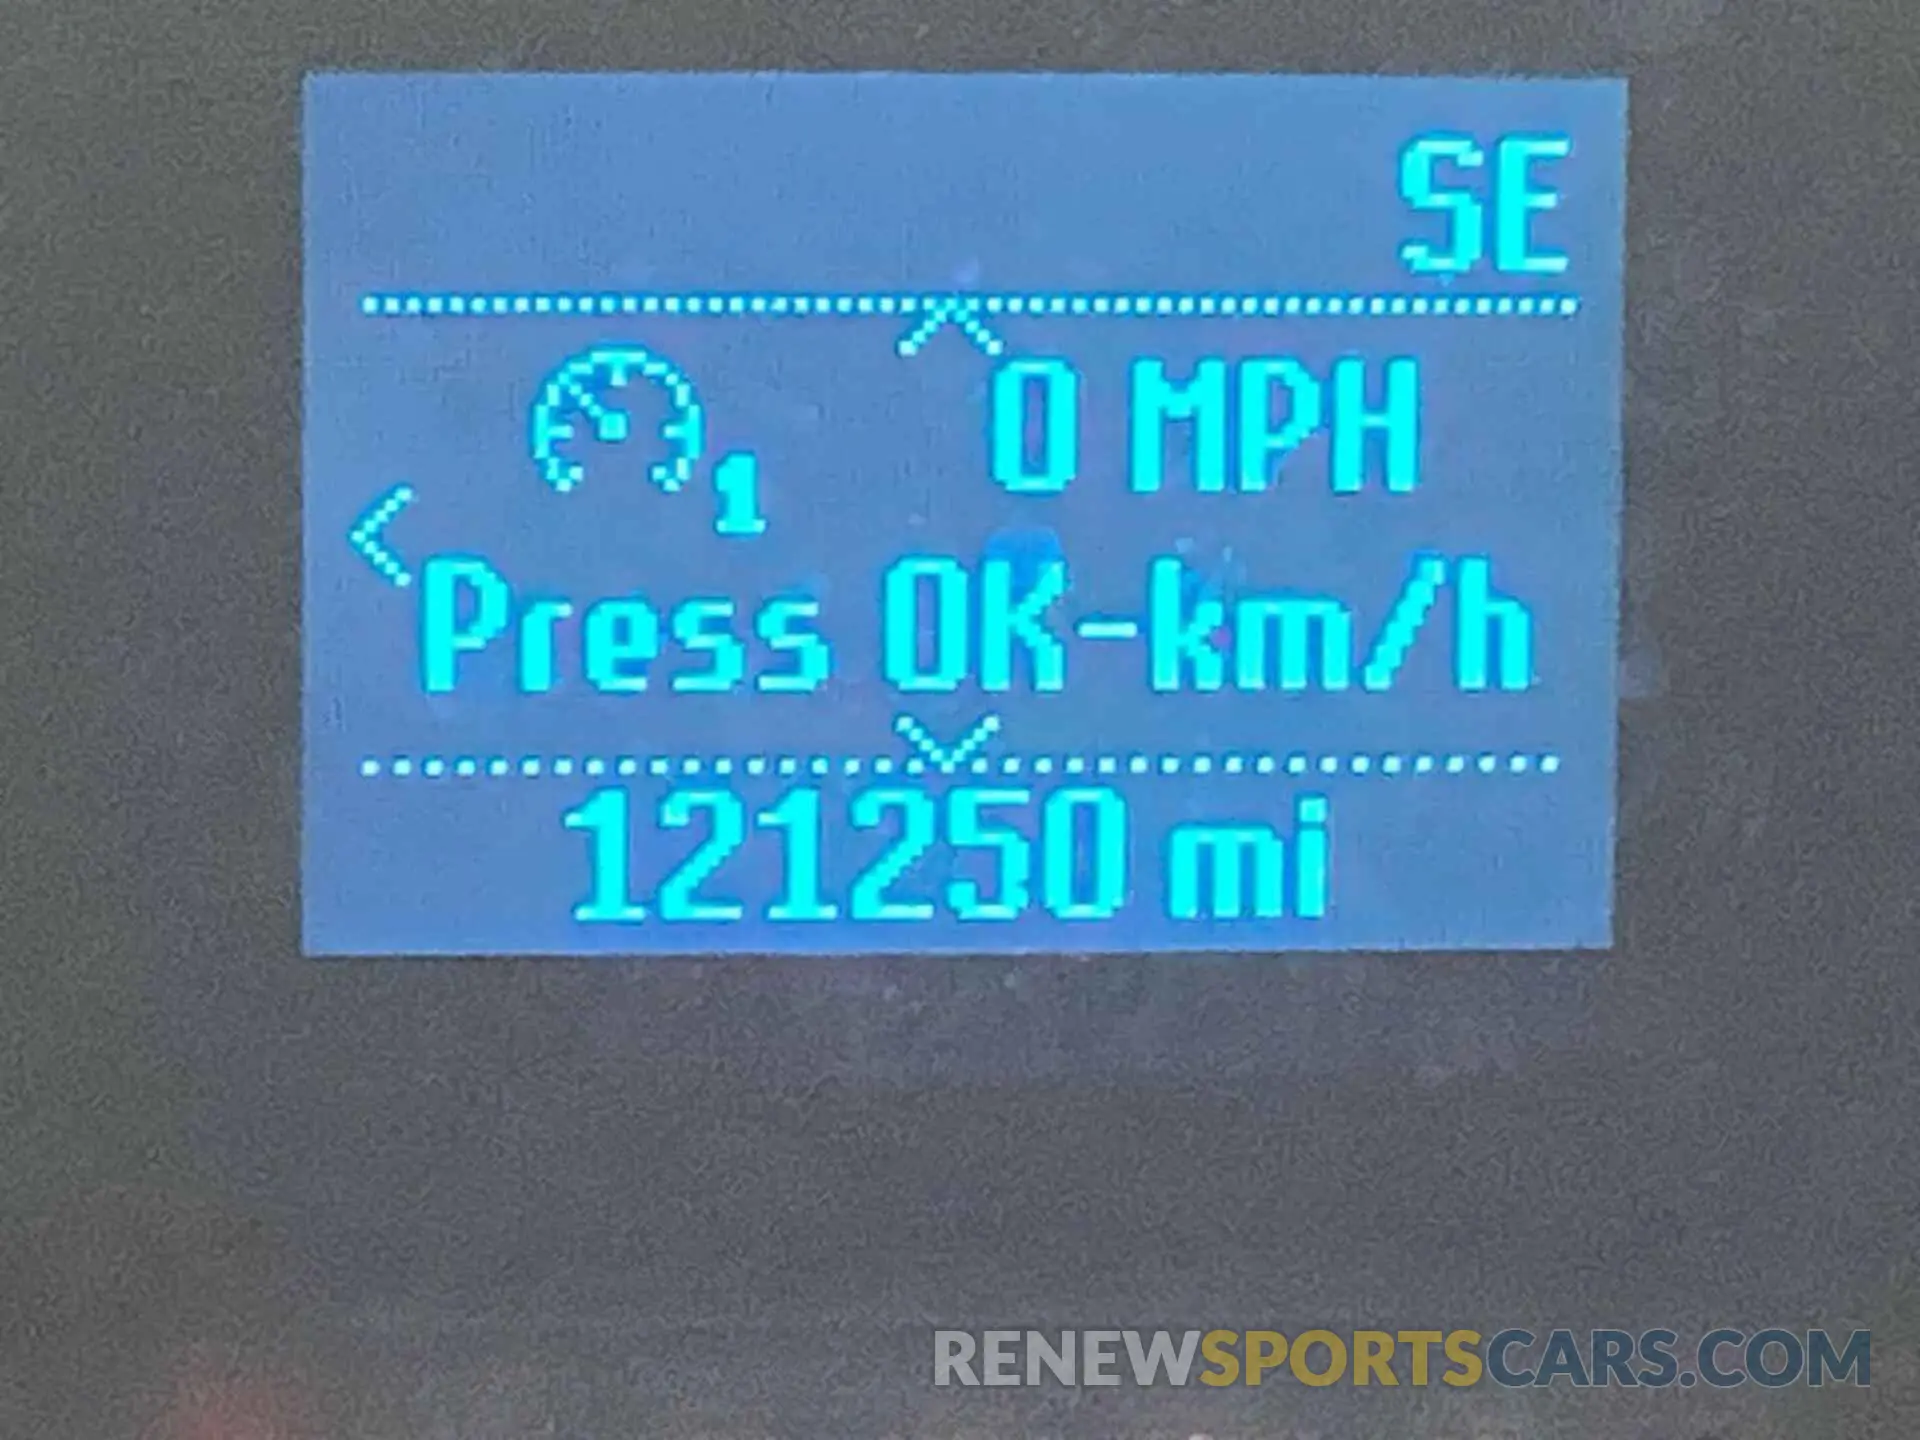 SE
0 MPH
1
Press OK-km/h
121250 mi
RENEWSPORTSCARS.COM